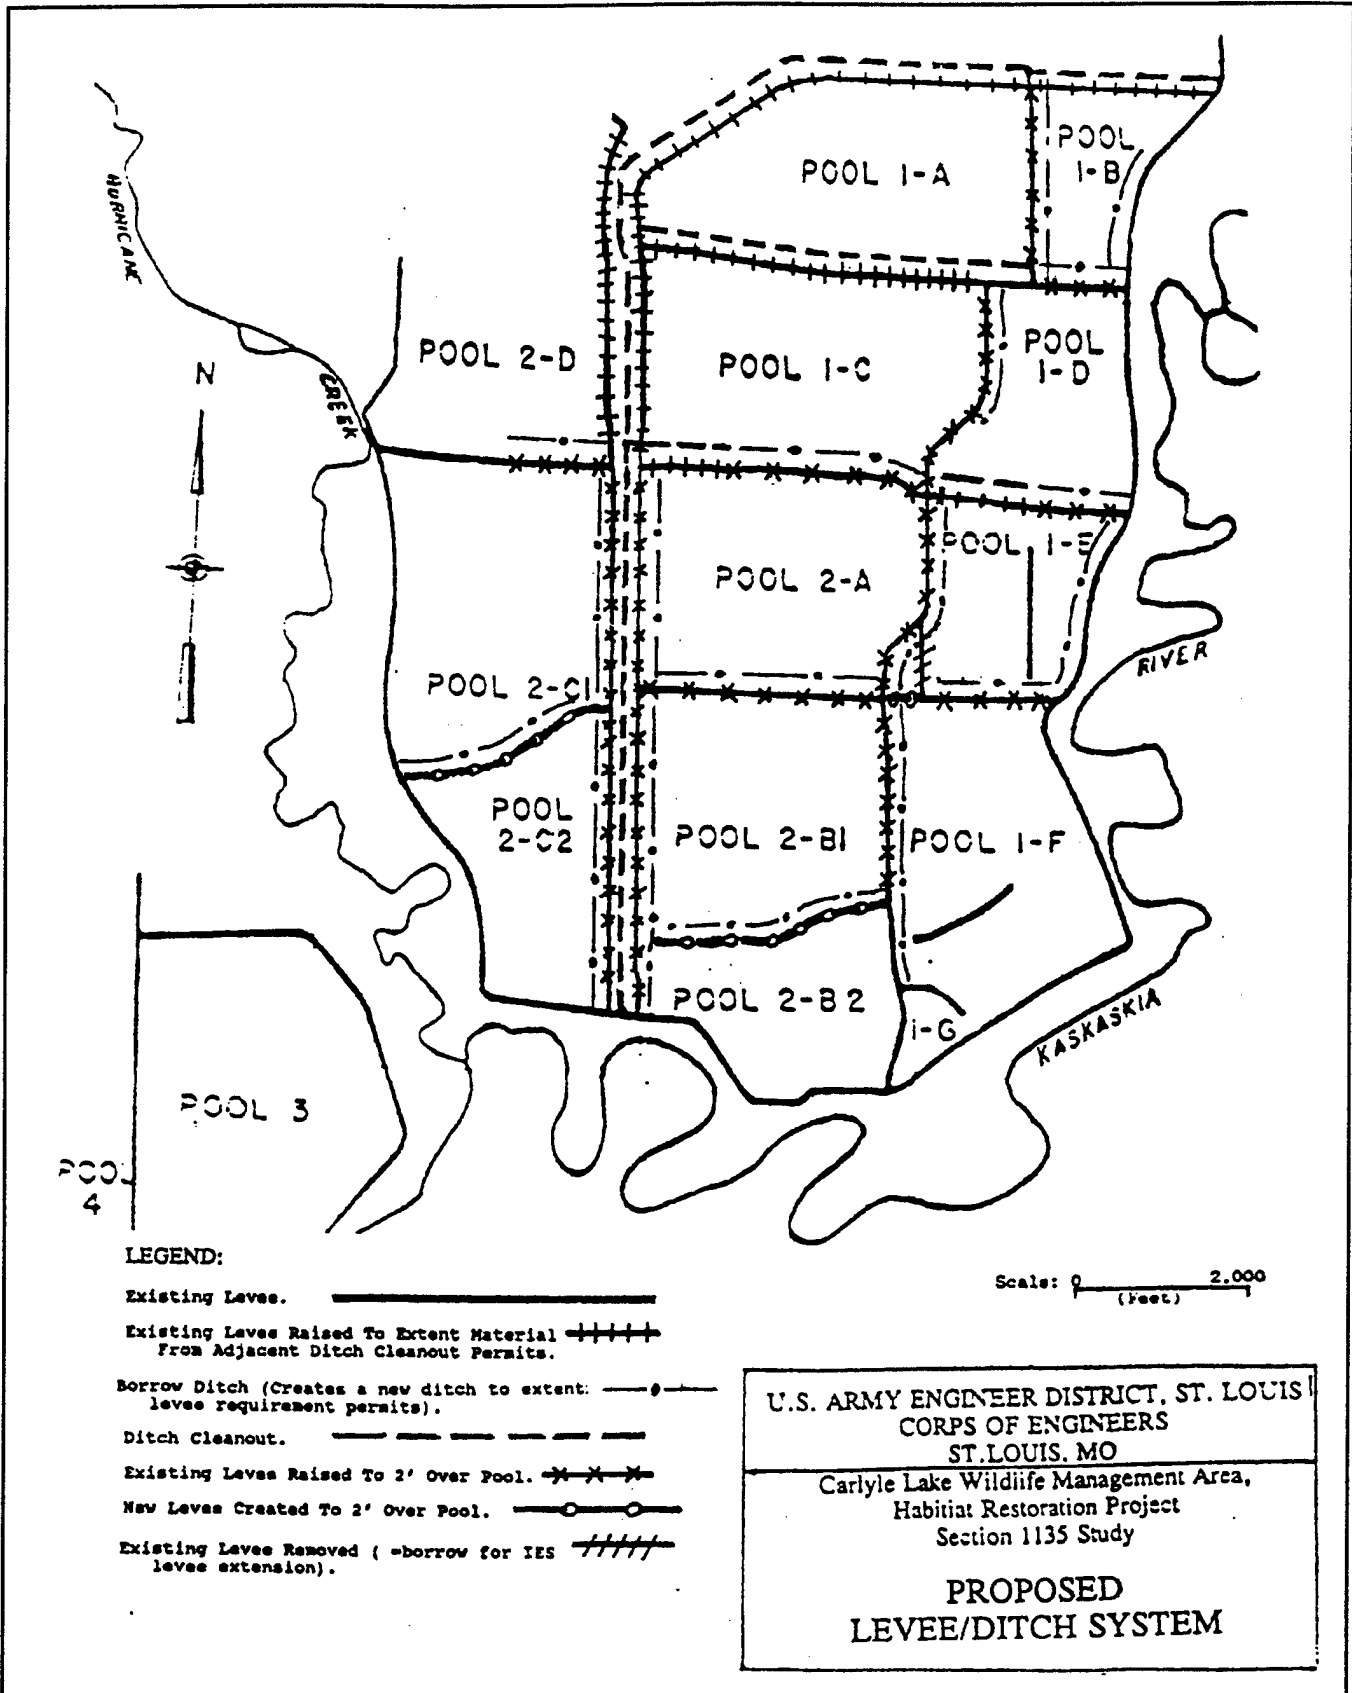 POOL
1-B
POOL 1-A
HURRICANE
POOL 2-D
POOL 1-C
POOL
1-D
N
CREEK
POOL 1-E
POOL 2-A
RIVER
POOL 2-C1
POOL
2-C2
POOL 2-B1
POOL 1-F
POOL 2-B2
1-G
KASKASKIA
POOL 3
POOL
4
LEGEND:
Existing Levee.
Existing Levee Raised To Extent Material
From Adjacent Ditch Cleanout Permits.
Borrow Ditch (Creates a new ditch to extent
levee requirement permits).
Ditch Cleanout.
Existing Levee Raised To 2' Over Pool.
New Levee Created To 2' Over Pool.
Existing Levee Removed ( =borrow for IES
levee extension).
Scale: 0 2.000
(Feet)
U.S. ARMY ENGINEER DISTRICT, ST. LOUIS
CORPS OF ENGINEERS
ST.LOUIS. MO
Carlyle Lake Wildlife Management Area,
Habitiat Restoration Project
Section 1135 Study
PROPOSED
LEVEE/DITCH SYSTEM